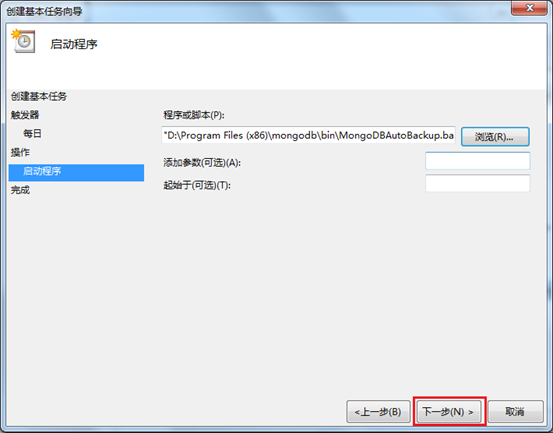 创建基本任务向导
启动程序
创建基本任务
触发器
每日
操作
启动程序
完成
程序或脚本(P):
"D:\Program Files (x86)\mongodb\bin\MongoDBAutoBackup.ba
浏览(R)...
添加参数(可选)(A):
起始于(可选)(T):
<上一步(B)
下一步(N) >
取消